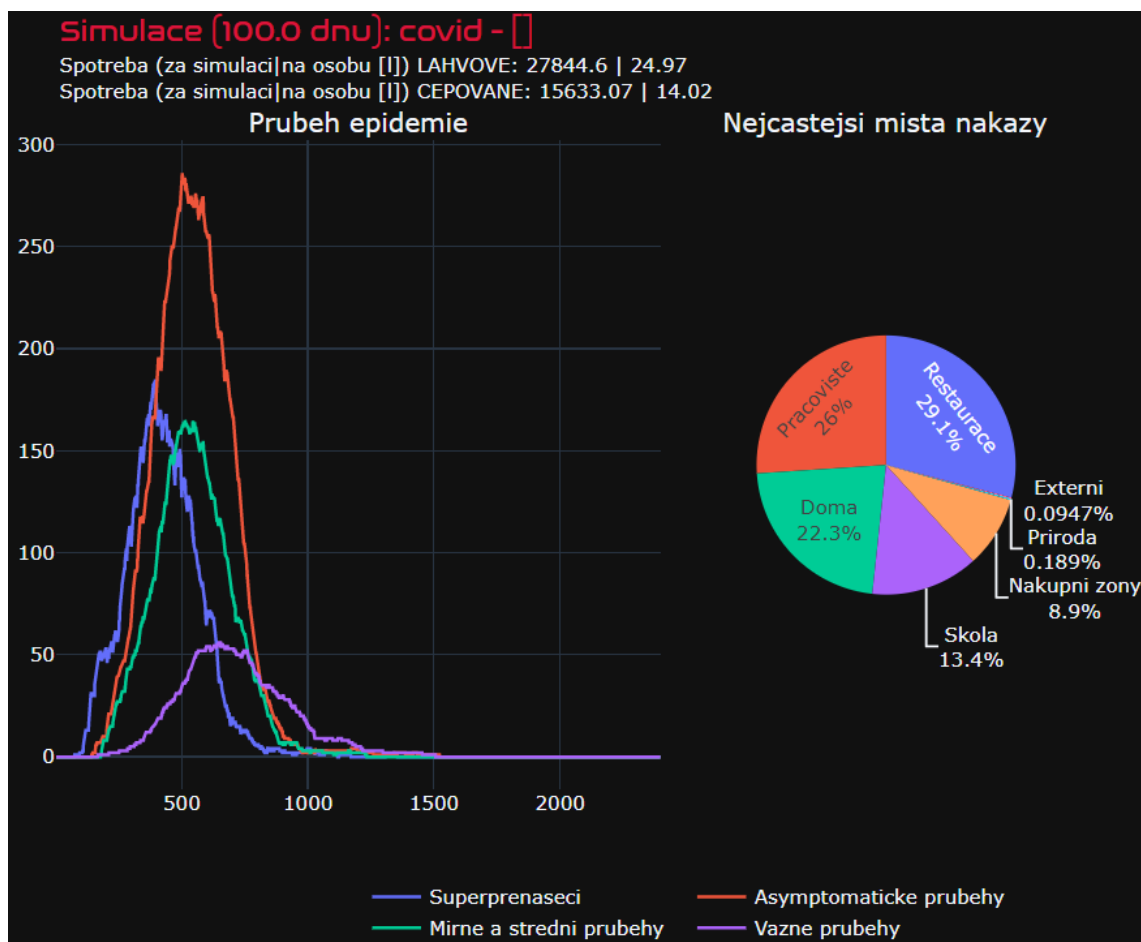 Simulace (100.0 dnu): covid - []
Spotreba (za simulaci|na osobu [l]) LAHVOVE: 27844.6 | 24.97
Spotreba (za simulaci|na osobu [l]) CEPOVANE: 15633.07 | 14.02
Prubeh epidemie
300
250
200
150
100
50
0
500
1000
1500
2000
Nejcastejsi mista nakazy
Pracoviste
26%
Restaurace
29.1%
Doma
22.3%
Externi
0.0947%
Priroda
0.189%
Nakupni zony
8.9%
Skola
13.4%
Superprenaseci
Asymptomaticke prubehy
Mirne a stredni prubehy
Vazne prubehy